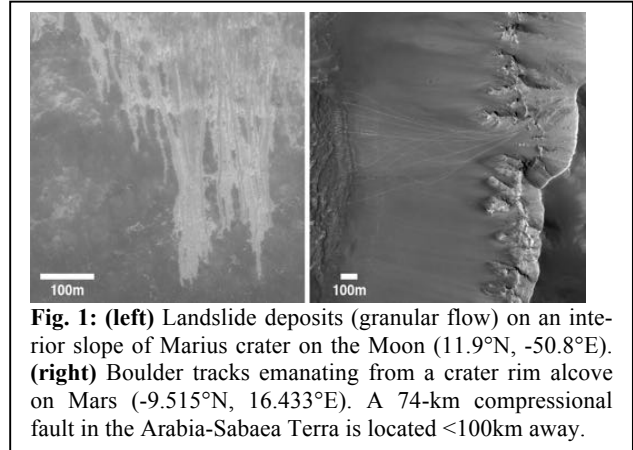 100m
100m
Fig. 1: (left) Landslide deposits (granular flow) on an inte-
rior slope of Marius crater on the Moon (11.9°N, -50.8°E).
(right) Boulder tracks emanating from a crater rim alcove
on Mars (-9.515°N, 16.433°E). A 74-km compressional
fault in the Arabia-Sabaea Terra is located <100km away.